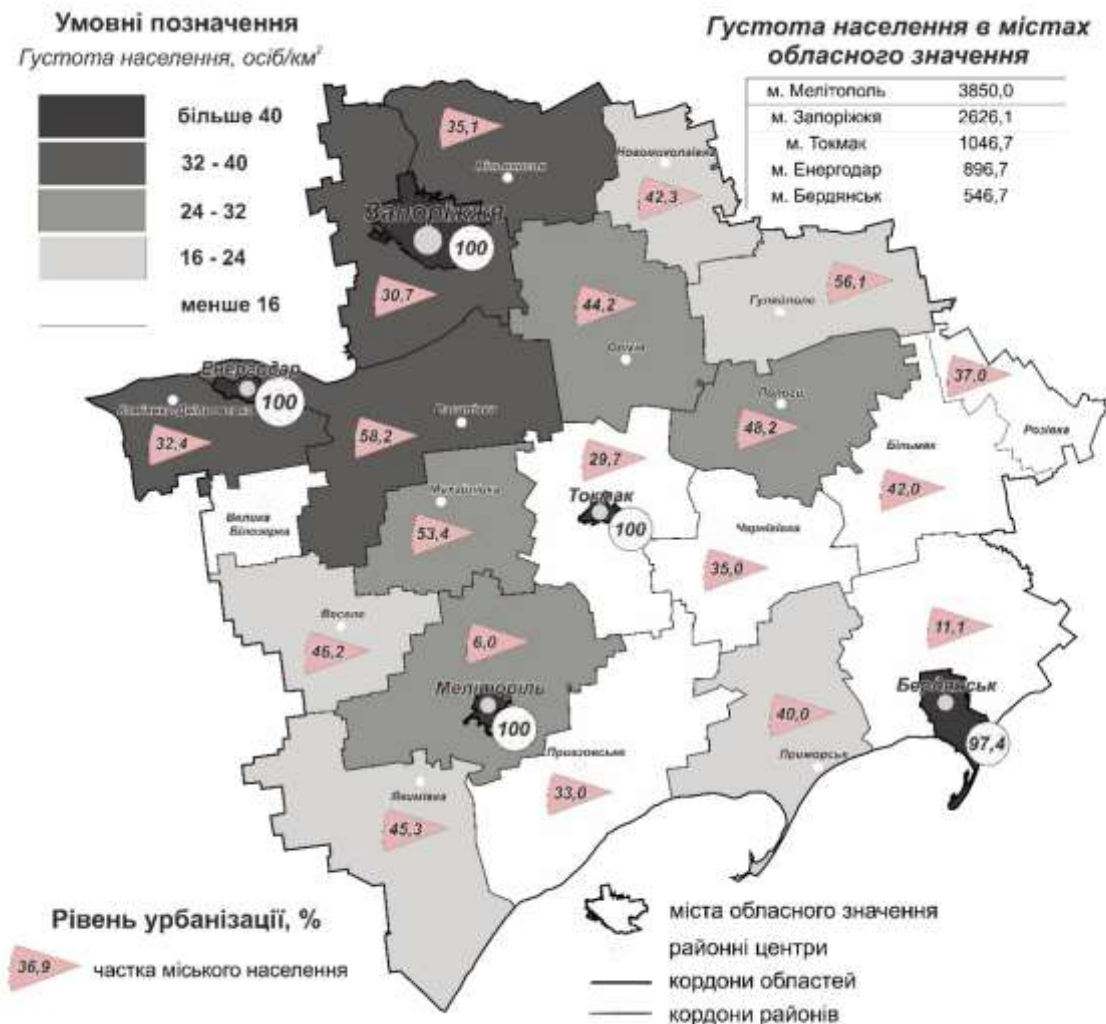 Умовні позначення
Густота населення, осіб/км²
більше 40
32 - 40
24 - 32
16 - 24
менше 16
Густота населення в містах
обласного значення
м. Мелітополь 3850,0
м. Запоріжжя 2626,1
м. Токмак 1046,7
м. Енергодар 896,7
м. Бердянськ 546,7
35,1
Вільнянськ
Новомиколаївка
42,3
Запоріжжя
100
30,7
44,2
Оріхів
56,1
Гуляйполе
Енергодар
100
Кам'янка-Дніпровська
32,4
58,2
Василівка
Пологи
48,2
37,0
Розівка
Більмак
42,0
29,7
Токмак
100
Михайлівка
53,4
Велика
Білозерка
Чернігівка
35,0
Веселе
46,2
6,0
Мелітополь
100
11,1
Бердянськ
97,4
40,0
Приморськ
Приазовське
33,0
Якимівка
45,3
Рівень урбанізації, %
36,9 частка міського населення
міста обласного значення
районні центри
кордони областей
кордони районів